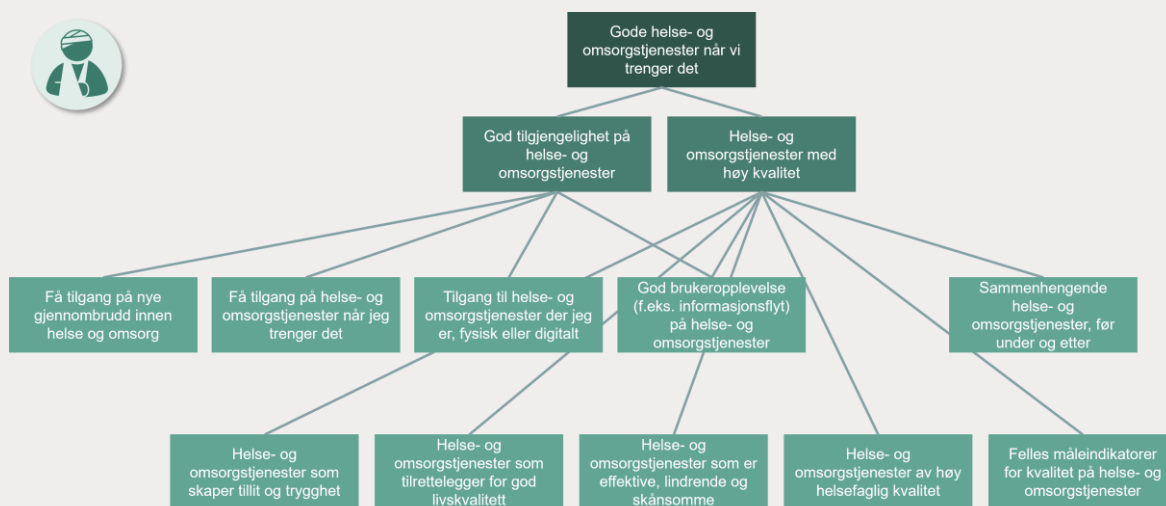 Gode helse- og
omsorgstjenester når vi
trenger det
God tilgjengelighet på
helse- og
omsorgstjenester
Helse- og
omsorgstjenester med
høy kvalitet
Få tilgang på nye
gjennombrudd innen
helse og omsorg
Få tilgang på helse- og
omsorgstjenester når jeg
trenger det
Tilgang til helse- og
omsorgstjenester der jeg
er, fysisk eller digitalt
God brukeropplevelse
(f.eks. informasjonsflyt)
på helse- og
omsorgstjenester
Sammenhengende
helse- og
omsorgstjenester, før
under og etter
Helse- og
omsorgstjenester som
skaper tillit og trygghet
Helse- og
omsorgstjenester som
tilrettelegger for god
livskvalitett
Helse- og
omsorgstjenester som er
effektive, lindrende og
skånsomme
Helse- og
omsorgstjenester av høy
helsefaglig kvalitet
Felles måleindikatorer
for kvalitet på helse- og
omsorgstjenester